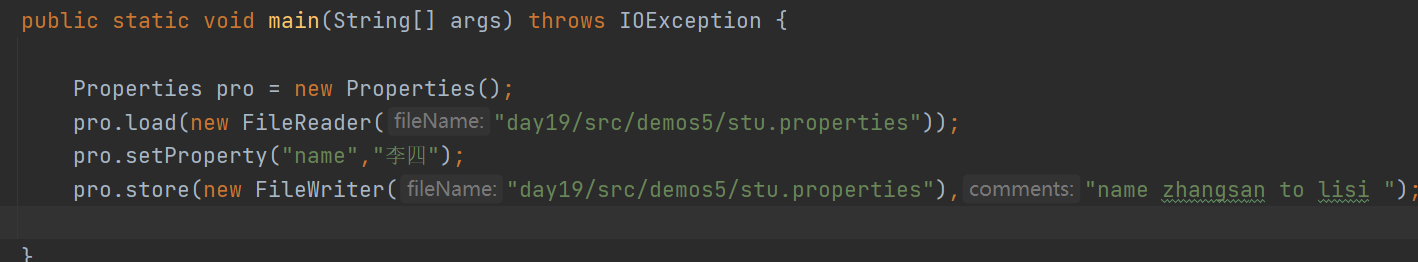 public static void main(String[] args) throws IOException {
Properties pro = new Properties();
pro.load(new FileReader( fileName: "day19/src/demos5/stu.properties"));
pro.setProperty("name","李四");
pro.store(new FileWriter( fileName: "day19/src/demos5/stu.properties"), comments: "name zhangsan to lisi ");
}